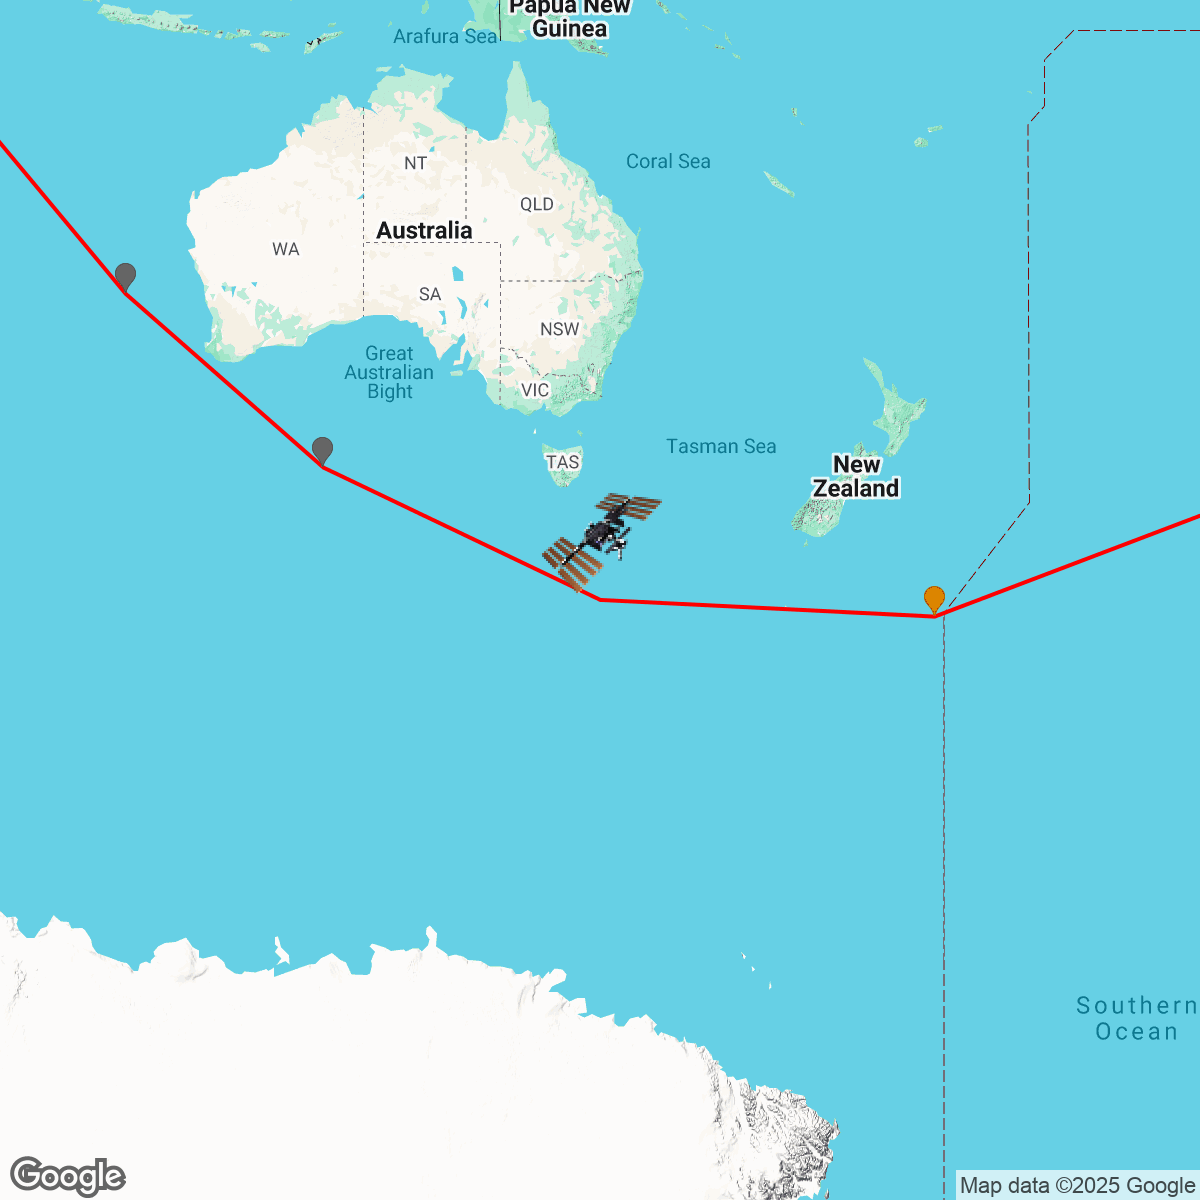 Papua New
Guinea
Arafura Sea
Coral Sea
NT
QLD
Australia
WA
SA
NSW
Great
Australian
Bight
VIC
Tasman Sea
TAS
New
Zealand
Southern
Ocean
Google
Map data ©2025 Google